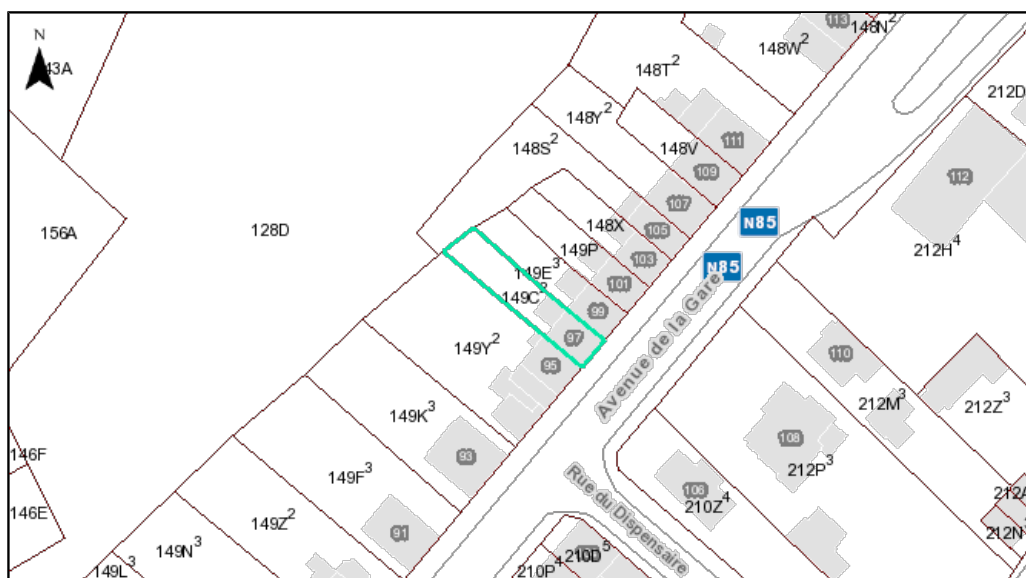 113
148N²
148W²
N
43A
148T²
212D
148Y²
111
148S²
148V
109
112
107
148X
N85
105
156A
128D
149P
103
212H⁴
149E³
N85
101
149C²
99
Avenue de la Gare
97
149Y²
110
95
212M³
212Z³
149K³
108
93
212P³
146F
149F³
106
Rue du Dispensaire
212A
210Z⁴
146E
149Z²
91
212N
149N³
210D⁵
149L³
210P⁴